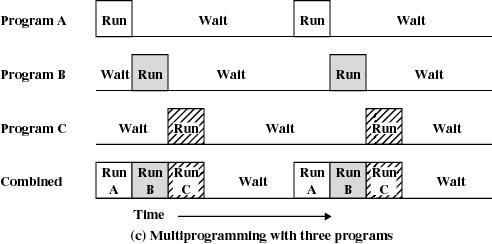 Program A Run Wait Run Wait
Program B Wait Run Wait Run Wait
Program C Wait Run Wait Run Wait
Combined Run A Run B Run C Wait Run A Run B Run C Wait
Time
(c) Multiprogramming with three programs